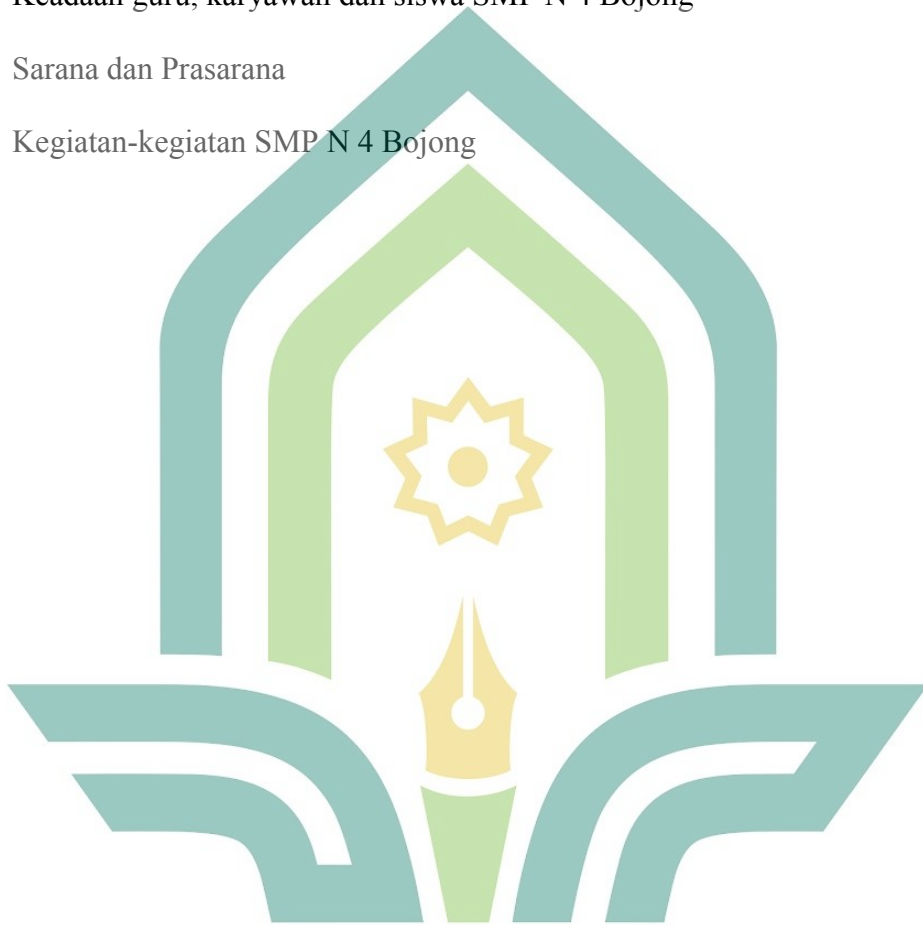 Keadaan guru, karyawan dan siswa SMP N 4 Bojong
Sarana dan Prasarana
Kegiatan-kegiatan SMP N 4 Bojong